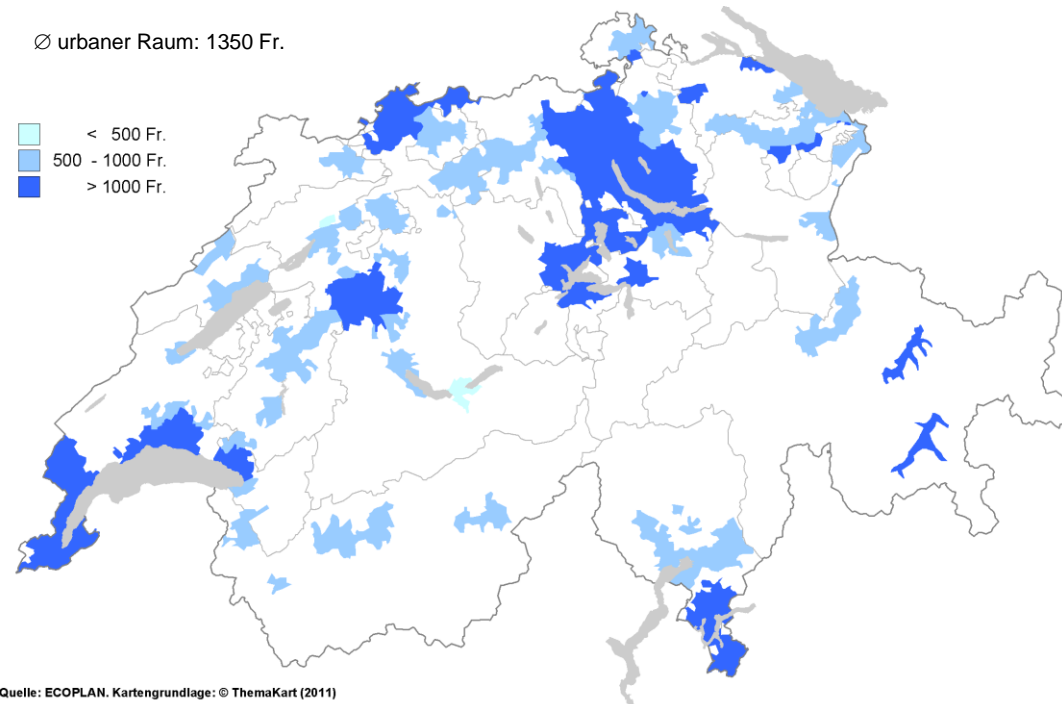 ∅ urbaner Raum: 1350 Fr.
< 500 Fr.
500 - 1000 Fr.
> 1000 Fr.
Quelle: ECOPLAN. Kartengrundlage: © ThemaKart (2011)